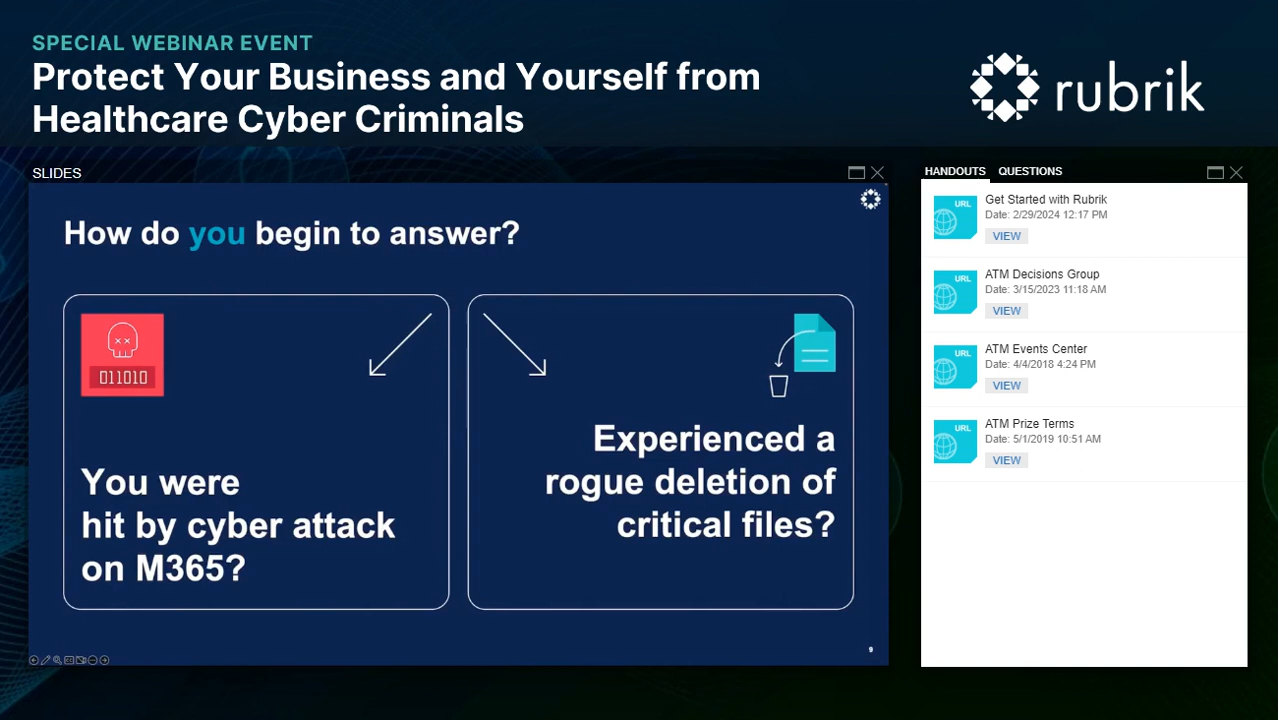 SPECIAL WEBINAR EVENT
Protect Your Business and Yourself from
Healthcare Cyber Criminals
rubrik
SLIDES
How do you begin to answer?
011010
You were
hit by cyber attack
on M365?
Experienced a
rogue deletion of
critical files?
9
HANDOUTS QUESTIONS
URL
Get Started with Rubrik
Date: 2/29/2024 12:17 PM
VIEW
URL
ATM Decisions Group
Date: 3/15/2023 11:18 AM
VIEW
URL
ATM Events Center
Date: 4/4/2018 4:24 PM
VIEW
URL
ATM Prize Terms
Date: 5/1/2019 10:51 AM
VIEW